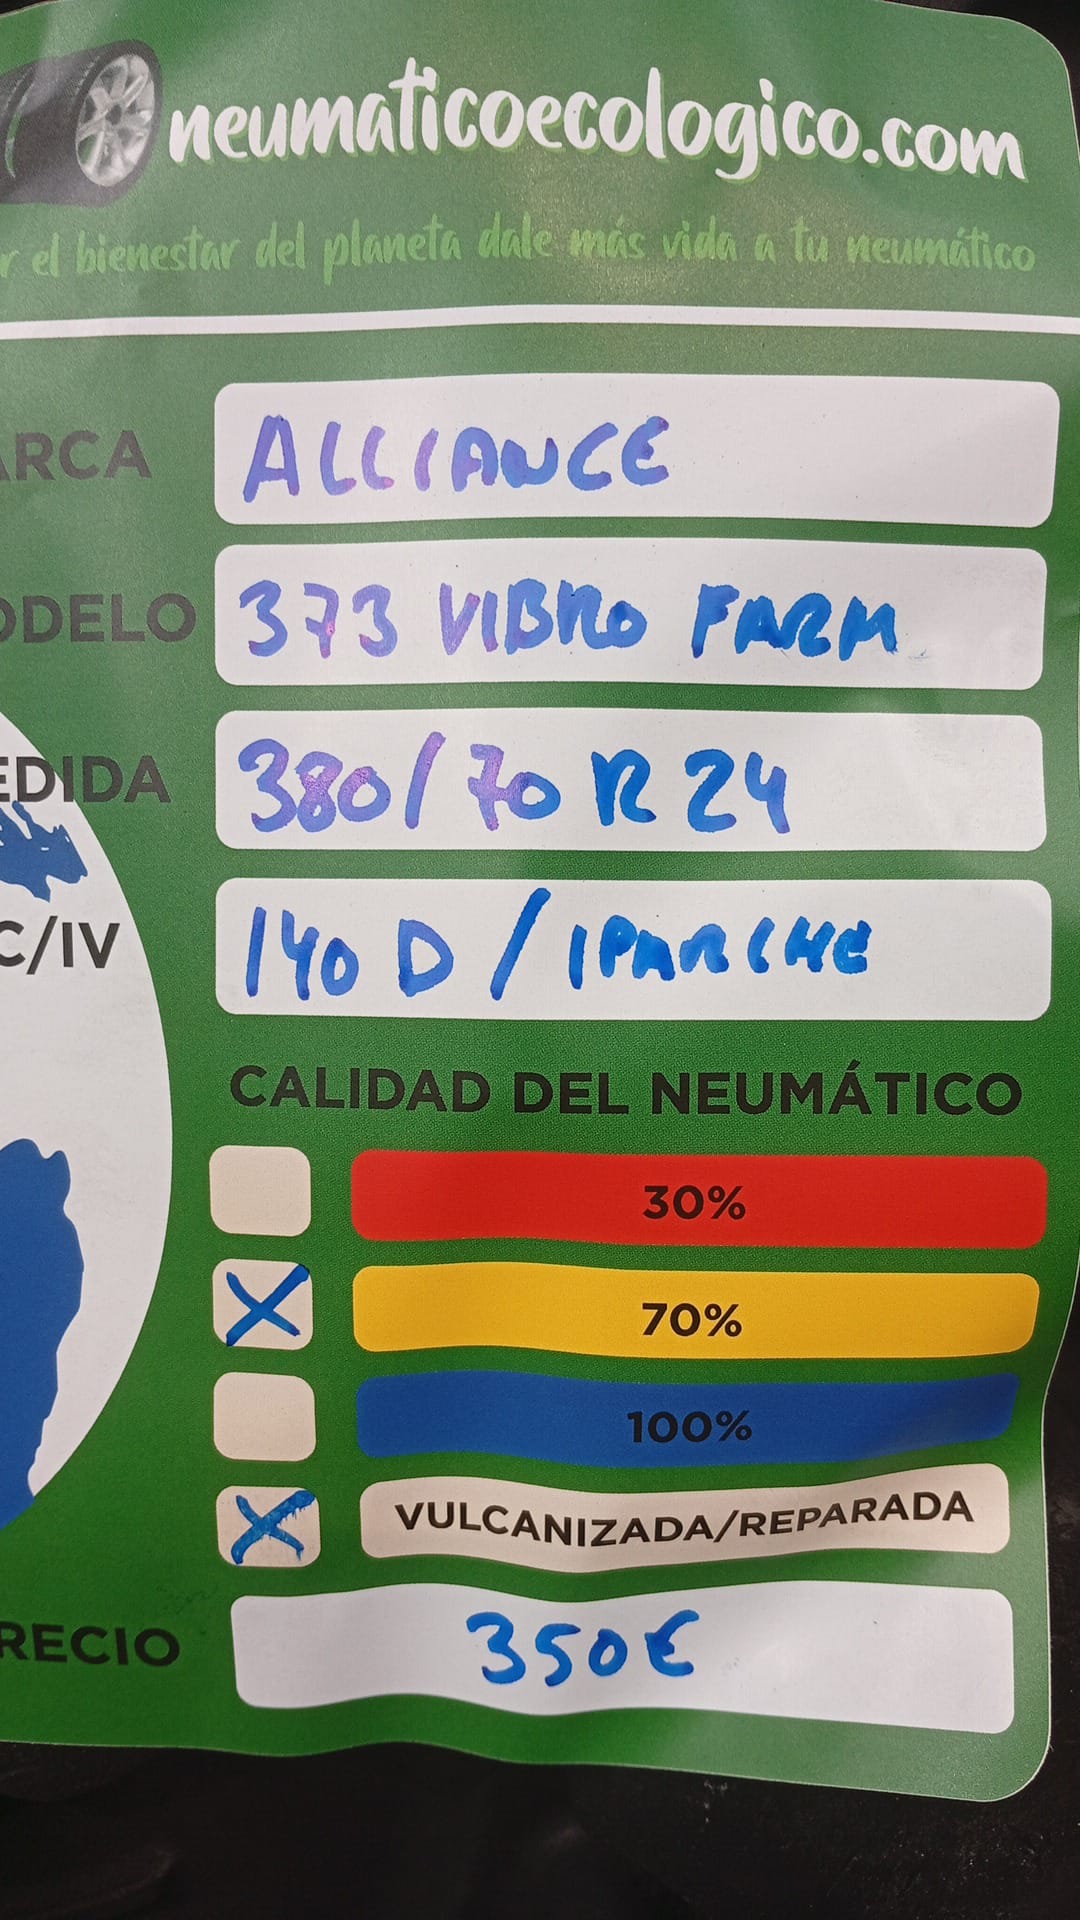 neumaticoecologico.com
r el bienestar del planeta dale más vida a tu neumático
ARCA ALLIANCE
ODELO 373 VIBRO FARM
EDIDA 380/70 R 24
C/IV 140 D / 1PARCHE
CALIDAD DEL NEUMÁTICO
30%
X 70%
100%
X VULCANIZADA/REPARADA
RECIO 350€